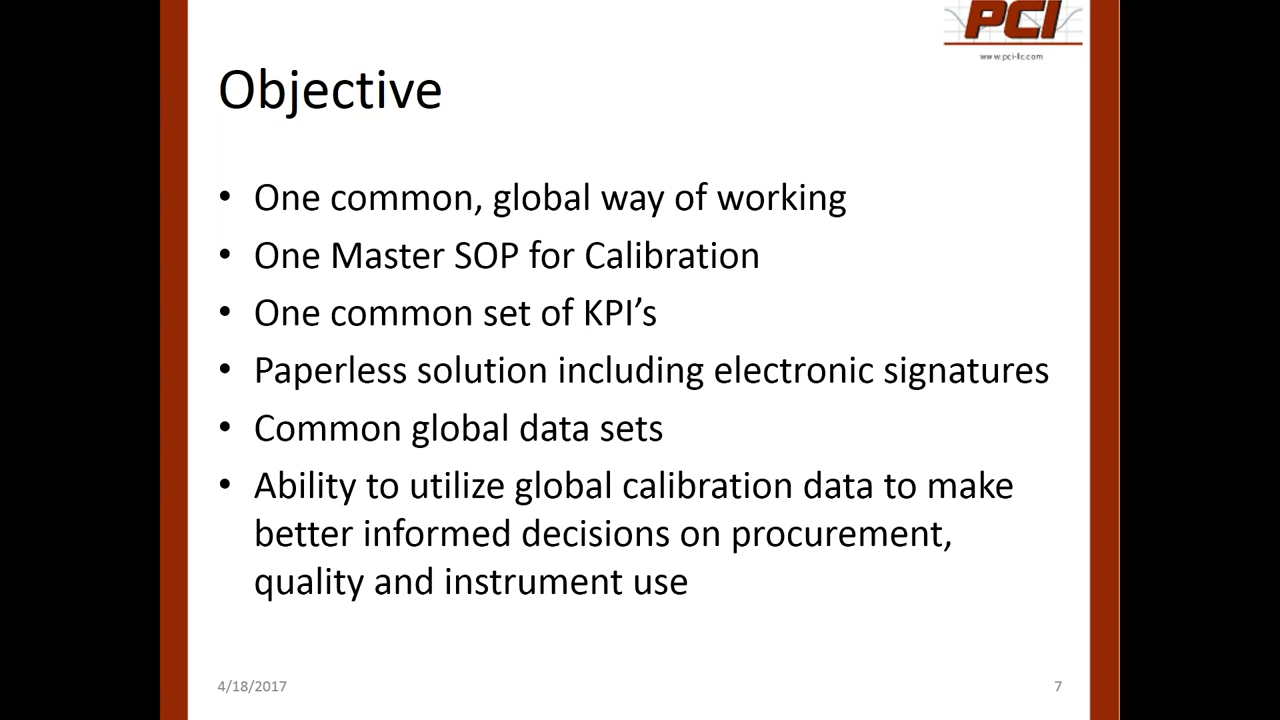 PCI
www.pci-llc.com
Objective
• One common, global way of working
• One Master SOP for Calibration
• One common set of KPI’s
• Paperless solution including electronic signatures
• Common global data sets
• Ability to utilize global calibration data to make
better informed decisions on procurement,
quality and instrument use
4/18/2017
7